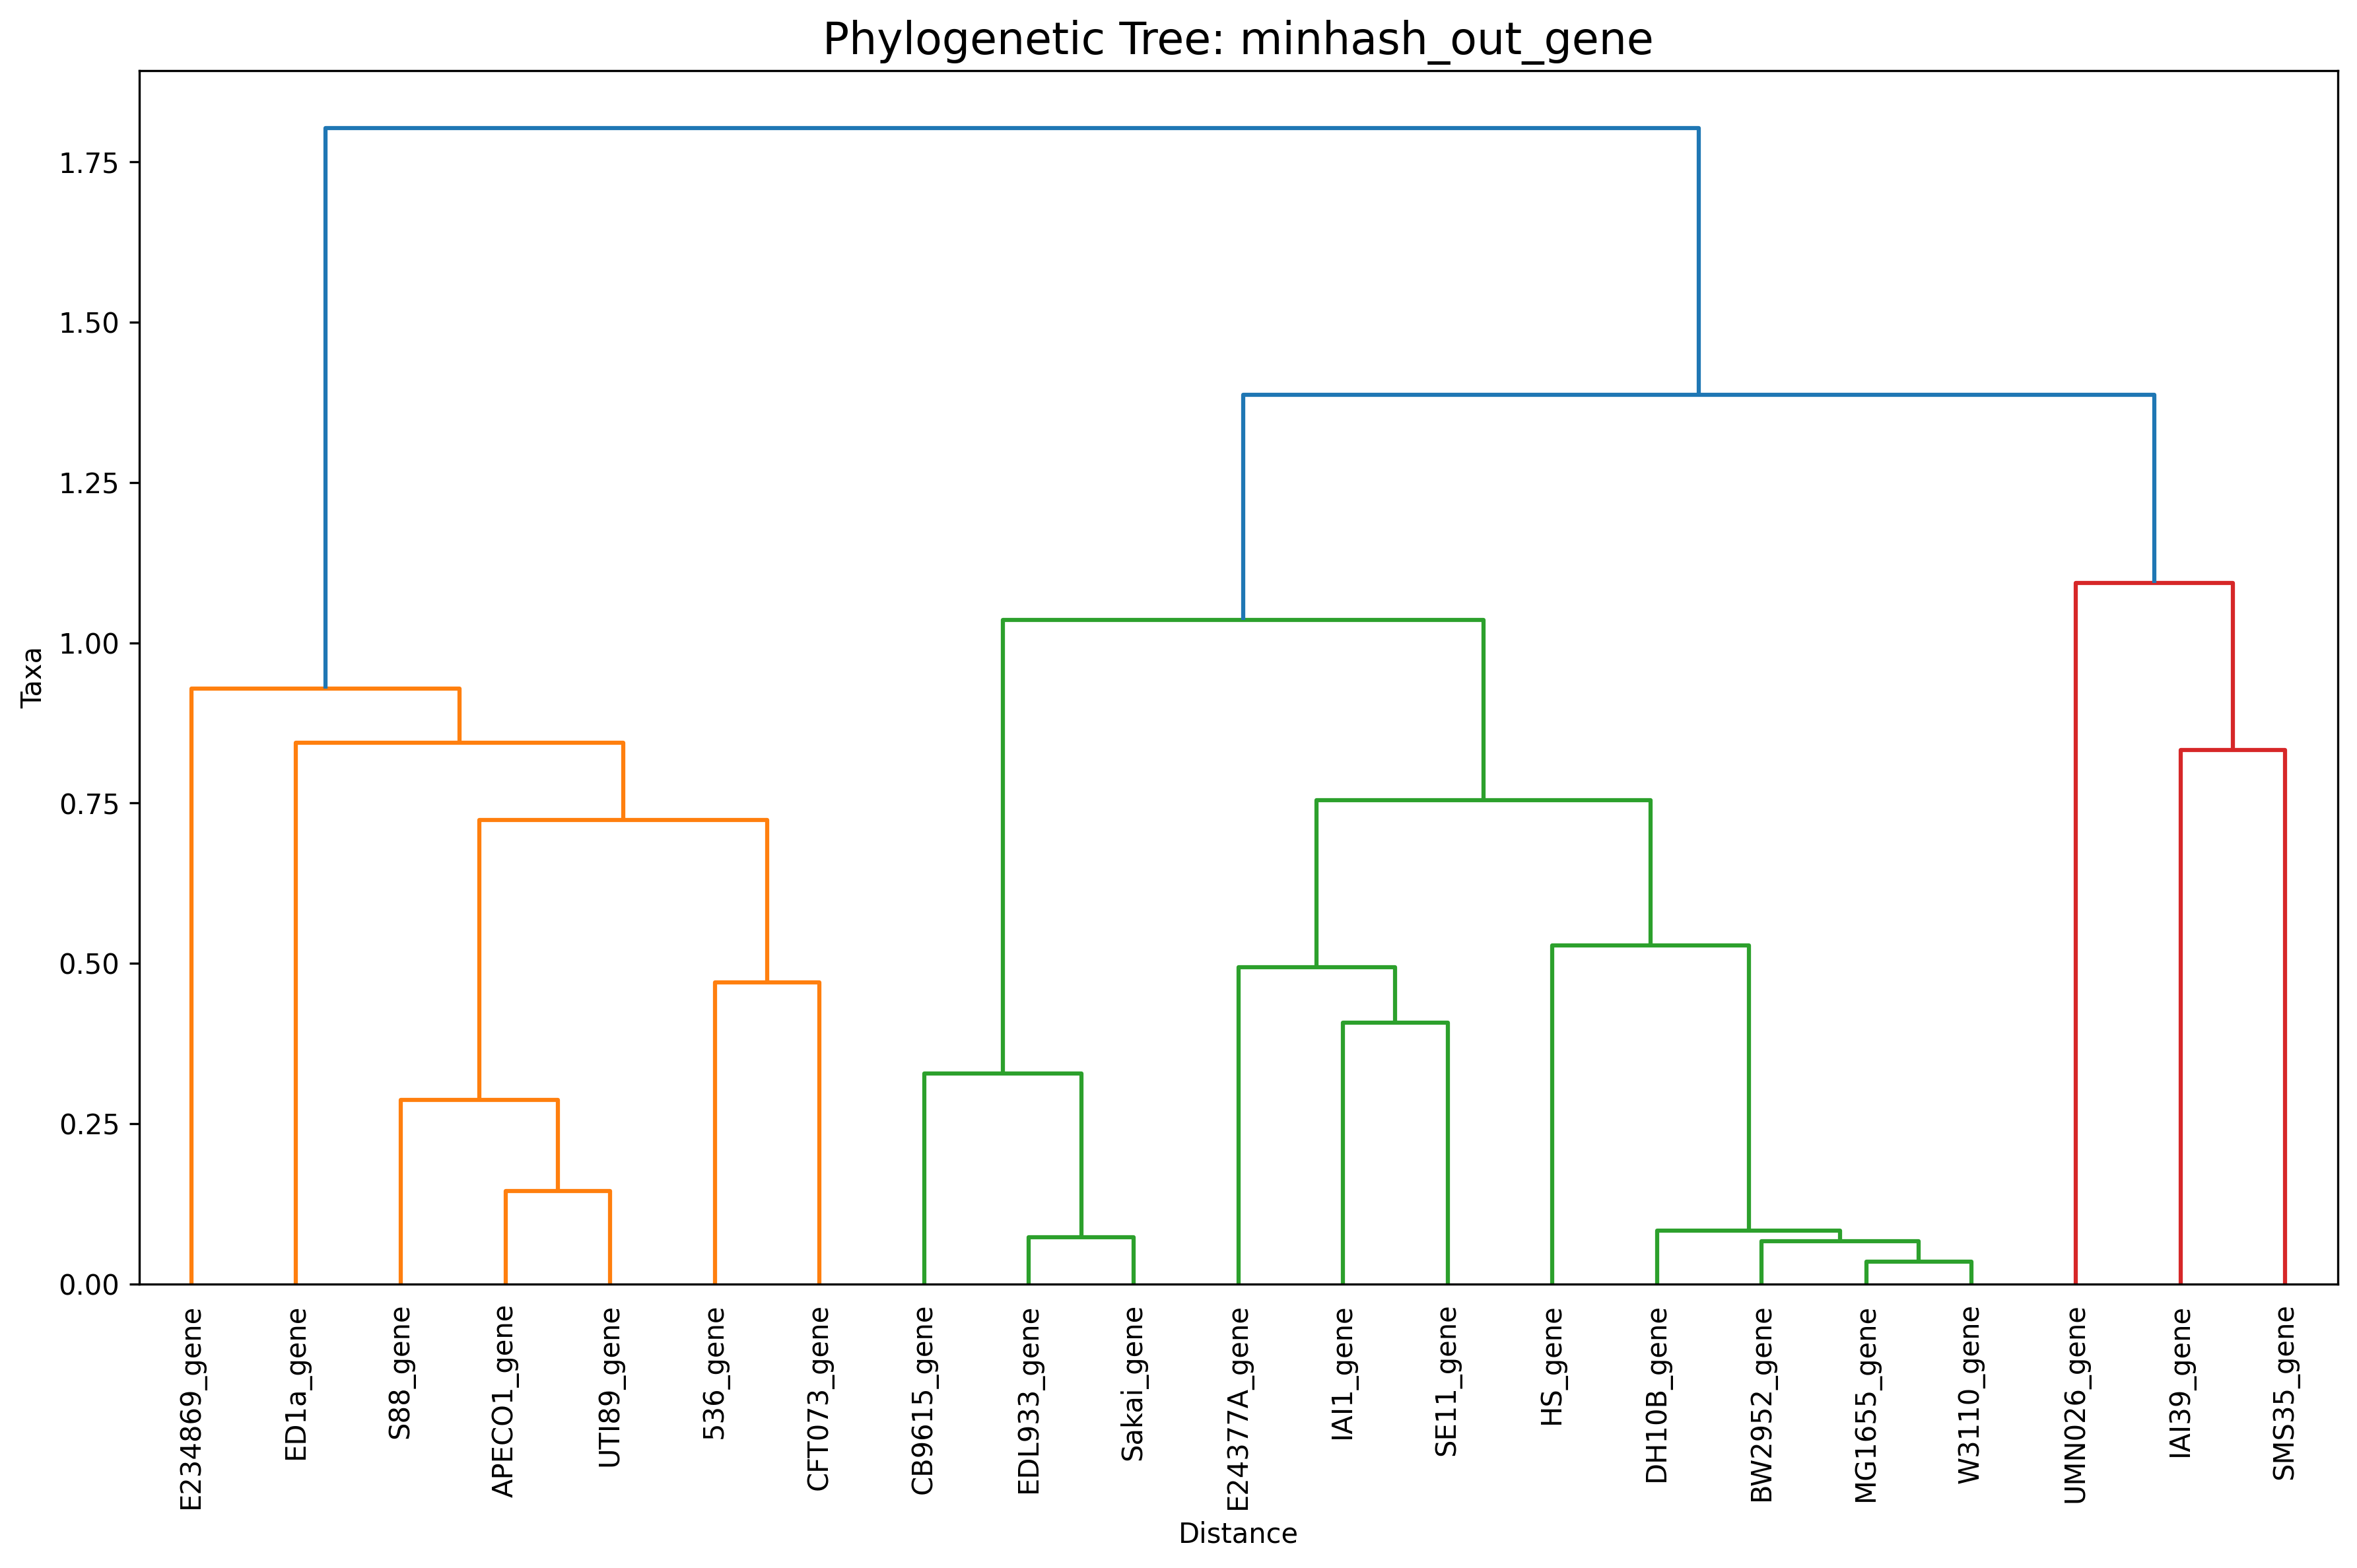 Phylogenetic Tree: minhash_out_gene
1.75
1.50
1.25
1.00
0.75
0.50
0.25
0.00
Taxa
E2348869_gene
ED1a_gene
S88_gene
APECO1_gene
UTI89_gene
536_gene
CFT073_gene
CB9615_gene
EDL933_gene
Sakai_gene
E24377A_gene
IAI1_gene
SE11_gene
HS_gene
DH10B_gene
BW2952_gene
MG1655_gene
W3110_gene
UMN026_gene
IAI39_gene
SMS35_gene
Distance